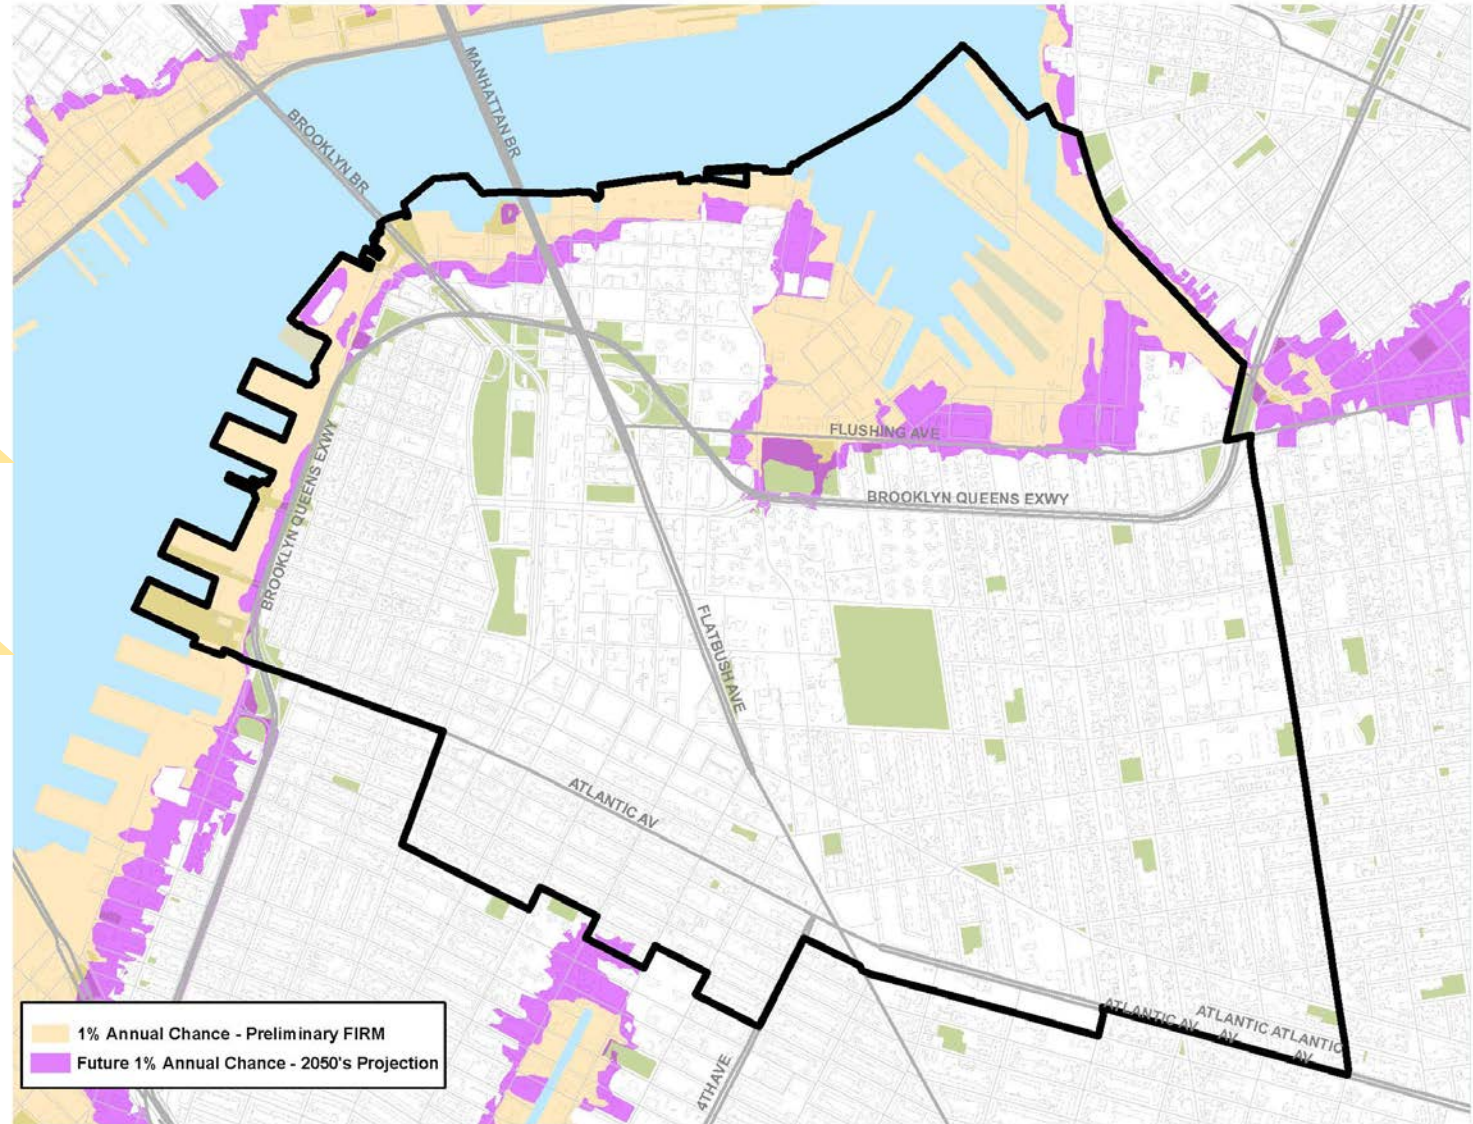 MANHATTAN BR
BROOKLYN BR
FLUSHING AVE
BROOKLYN QUEENS EXWY
BROOKLYN QUEENS EXWY
FLATBUSH AVE
ATLANTIC AV
ATLANTIC AV
ATLANTIC
AV
ATLANTIC
AV
4TH AVE
1% Annual Chance - Preliminary FIRM
Future 1% Annual Chance - 2050's Projection